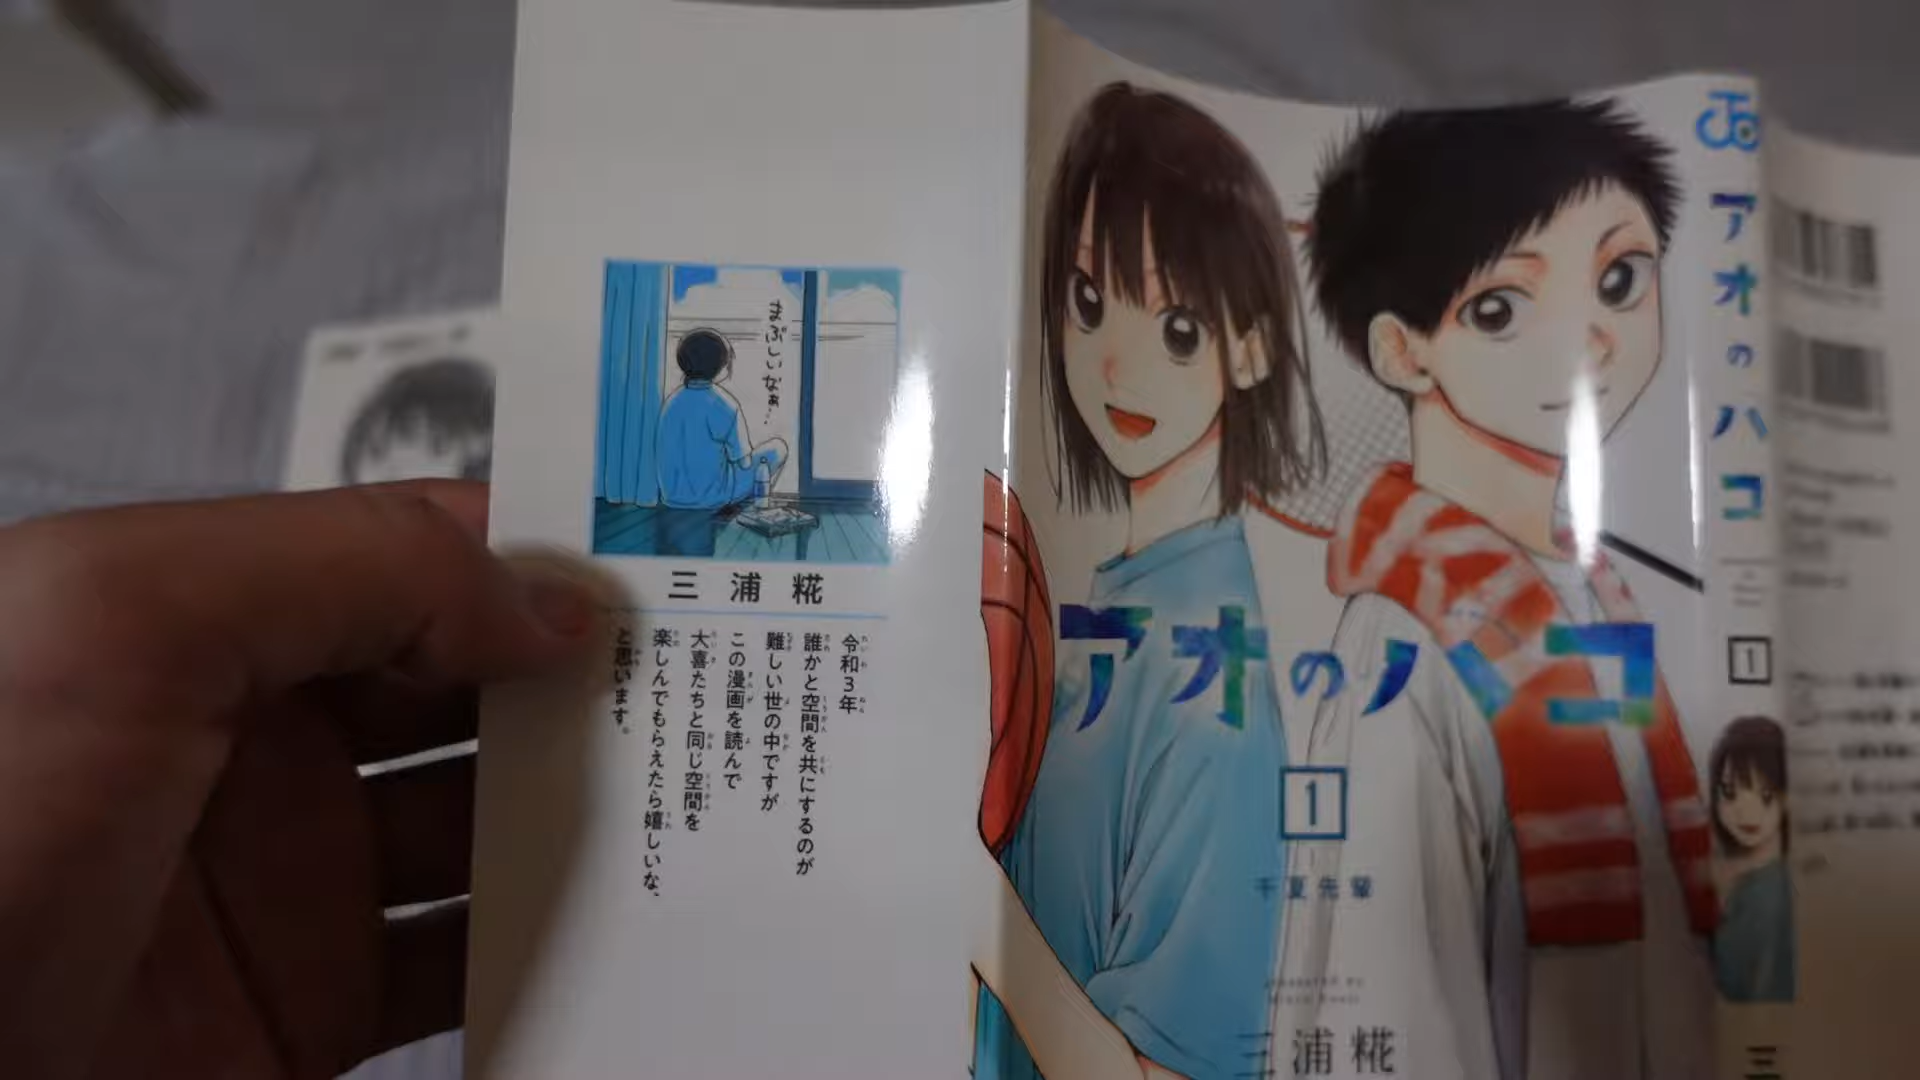 まぶしいなぁ…
三浦糀
令和3年
誰かと空間を共にするのが
難しい世の中ですが
この漫画を読んで
大喜たちと同じ空間を
楽しんでもらえたら嬉しいな、
と思います。
アオのハコ
1
千夏先輩
三浦糀
アオのハコ
1
三